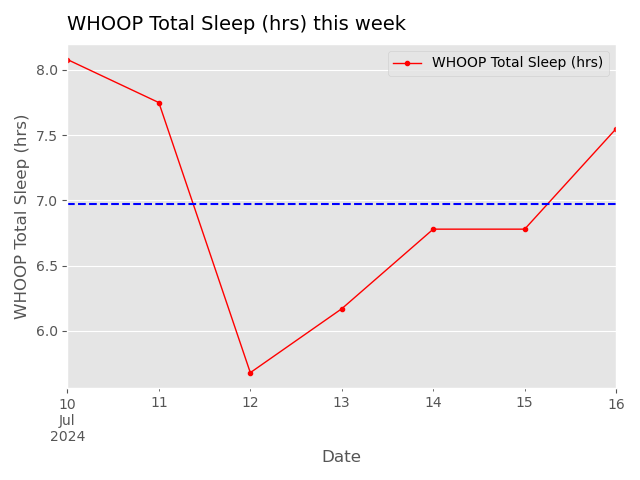 WHOOP Total Sleep (hrs) this week
WHOOP Total Sleep (hrs)
8.0
7.5
7.0
6.5
6.0
WHOOP Total Sleep (hrs)
10 11 12 13 14 15 16
Jul
2024
Date